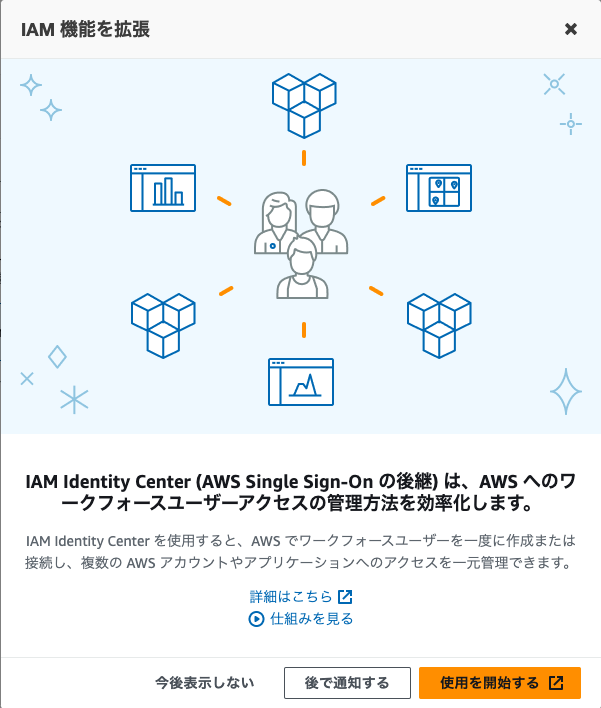 IAM 機能を拡張
IAM Identity Center (AWS Single Sign-On の後継) は、AWS へのワ
ークフォースユーザーアクセスの管理方法を効率化します。
IAM Identity Center を使用すると、AWS でワークフォースユーザーを一度に作成または
接続し、複数の AWS アカウントやアプリケーションへのアクセスを一元管理できます。
詳細はこちら
仕組みを見る
今後表示しない
後で通知する
使用を開始する